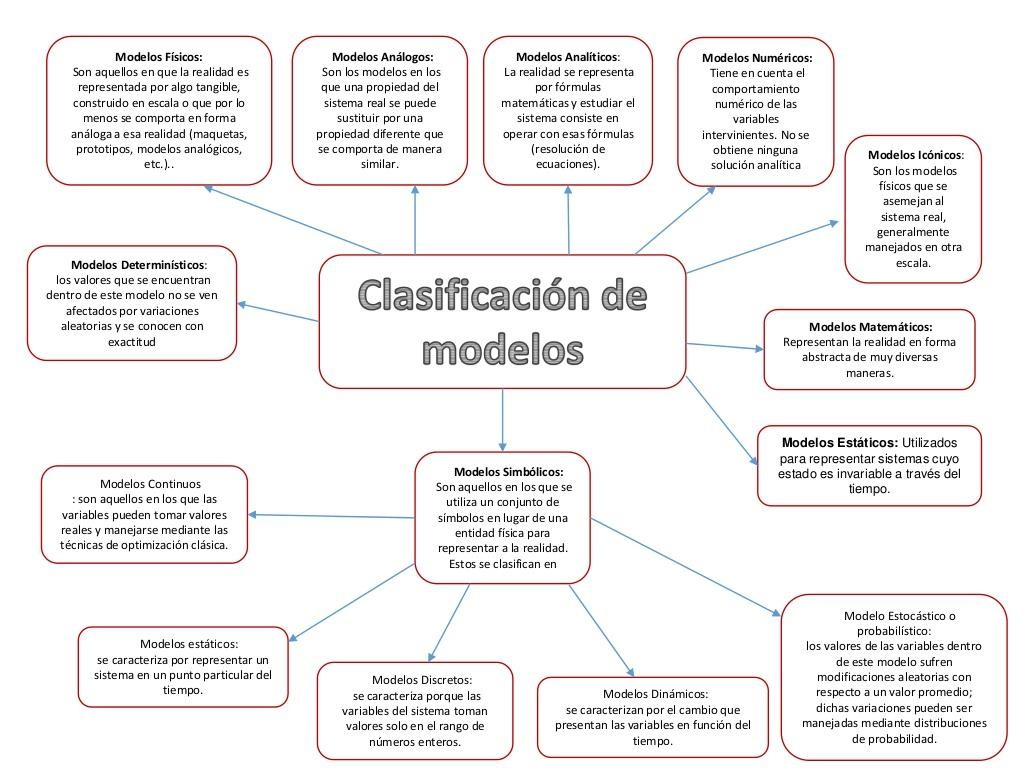 Modelos Físicos:
Son aquellos en que la realidad es
representada por algo tangible,
construido en escala o que por lo
menos se comporta en forma
análoga a esa realidad (maquetas,
prototipos, modelos analógicos,
etc.)..
Modelos Análogos:
Son los modelos en los
que una propiedad del
sistema real se puede
sustituir por una
propiedad diferente que
se comporta de manera
similar.
Modelos Analíticos:
La realidad se representa
por fórmulas
matemáticas y estudiar el
sistema consiste en
operar con esas fórmulas
(resolución de
ecuaciones).
Modelos Numéricos:
Tiene en cuenta el
comportamiento
numérico de las
variables
intervinientes. No se
obtiene ninguna
solución analítica
Modelos Icónicos:
Son los modelos
físicos que se
asemejan al
sistema real,
generalmente
manejados en otra
escala.
Modelos Determinísticos:
los valores que se encuentran
dentro de este modelo no se ven
afectados por variaciones
aleatorias y se conocen con
exactitud
Clasificación de
modelos
Modelos Matemáticos:
Representan la realidad en forma
abstracta de muy diversas
maneras.
Modelos Estáticos: Utilizados
para representar sistemas cuyo
estado es invariable a través del
tiempo.
Modelos Simbólicos:
Son aquellos en los que se
utiliza un conjunto de
símbolos en lugar de una
entidad física para
representar a la realidad.
Estos se clasifican en
Modelos Continuos
: son aquellos en los que las
variables pueden tomar valores
reales y manejarse mediante las
técnicas de optimización clásica.
Modelos estáticos:
se caracteriza por representar un
sistema en un punto particular del
tiempo.
Modelos Discretos:
se caracteriza porque las
variables del sistema toman
valores solo en el rango de
números enteros.
Modelos Dinámicos:
se caracterizan por el cambio que
presentan las variables en función del
tiempo.
Modelo Estocástico o
probabilístico:
los valores de las variables dentro
de este modelo sufren
modificaciones aleatorias con
respecto a un valor promedio;
dichas variaciones pueden ser
manejadas mediante distribuciones
de probabilidad.